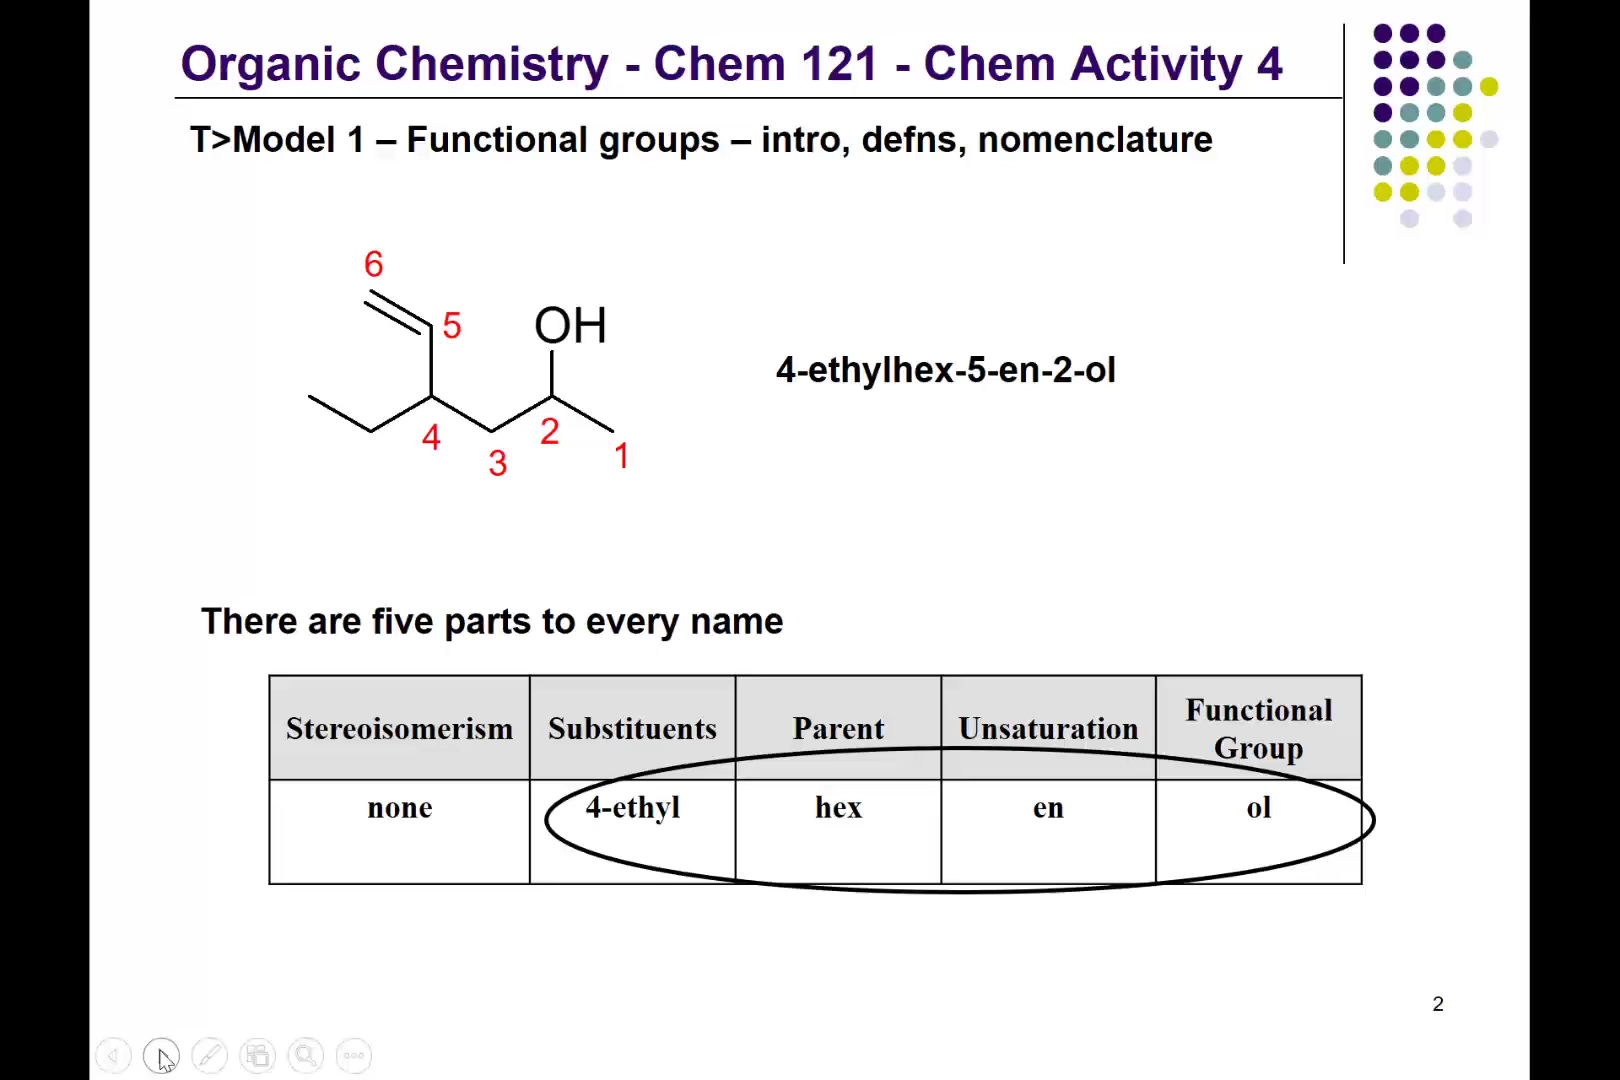 Organic Chemistry - Chem 121 - Chem Activity 4
T>Model 1 – Functional groups – intro, defns, nomenclature
6
5
OH
4-ethylhex-5-en-2-ol
4
2
3
1
There are five parts to every name
Stereoisomerism Substituents Parent Unsaturation Functional Group
none 4-ethyl hex en ol
2